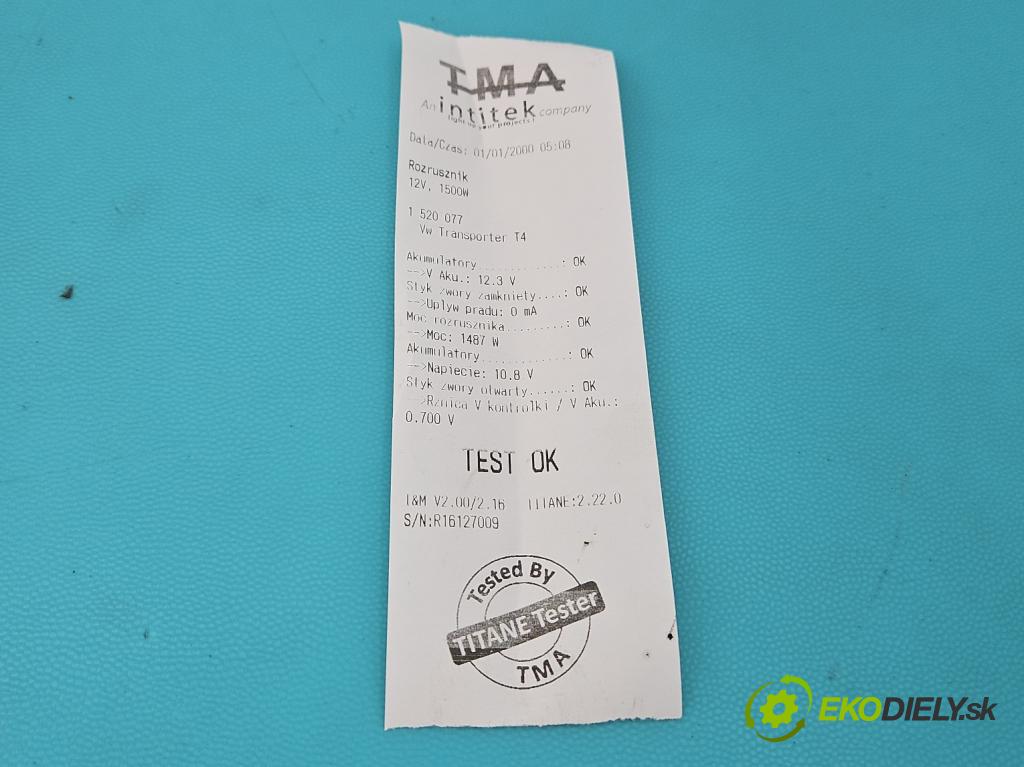 TMA
An intitek company
light up your projects!
Data/Czas: 01/01/2000 05:08
Rozrusznik
12V, 1500W
1 520 077
Vw Transporter T4
Akumulatory.............: OK
-->V Aku.: 12.3 V
Styk zwory zamkniety....: OK
-->Uplyw pradu: 0 mA
Moc rozrusznika.........: OK
-->Moc: 1487 W
Akumulatory.............: OK
-->Napiecie: 10.8 V
Styk zwory otwarty......: OK
-->Rznica V kontrolki / V Aku.:
0.700 V
TEST OK
I&M V2.00/2.16 TITANE:2.22.0
S/N:R16127009
Tested By
TITANE Tester
TMA
EKODIELY.sk